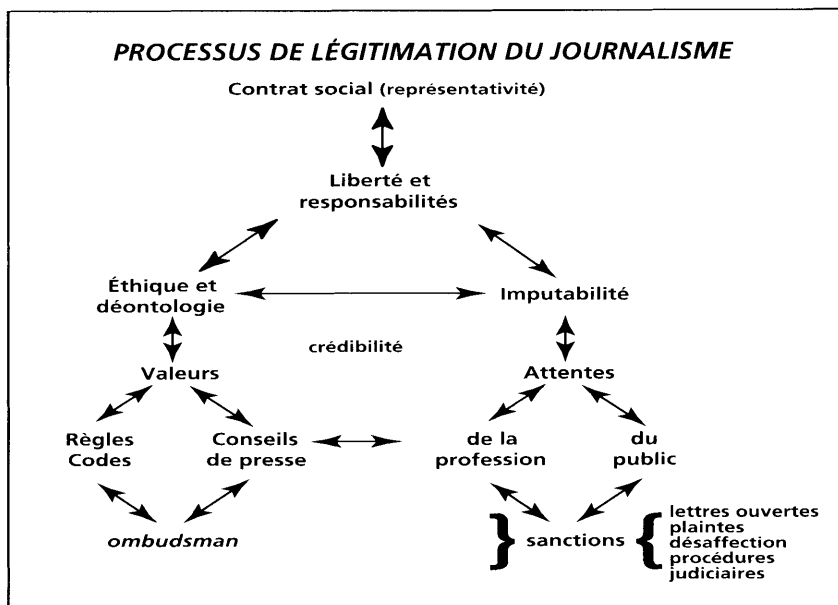 PROCESSUS DE LÉGITIMATION DU JOURNALISME
Contrat social (représentativité)
Liberté et
responsabilités
Éthique et
déontologie
Imputabilité
crédibilité
Valeurs
Attentes
Règles
Codes
Conseils
de presse
de la
profession
du
public
ombudsman
} sanctions {
lettres ouvertes
plaintes
désaffection
procédures
judiciaires